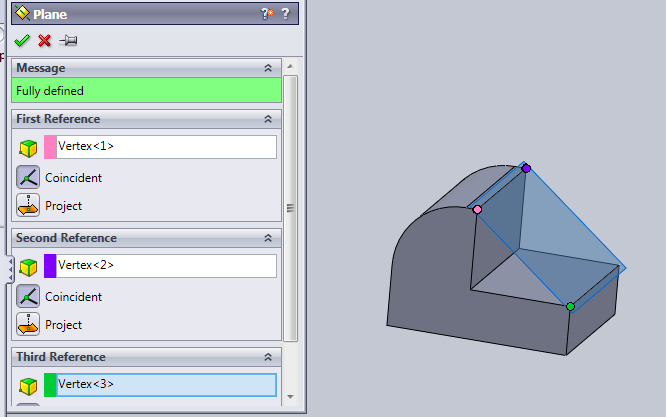 Plane
Message
Fully defined
First Reference
Vertex<1>
Coincident
Project
Second Reference
Vertex<2>
Coincident
Project
Third Reference
Vertex<3>